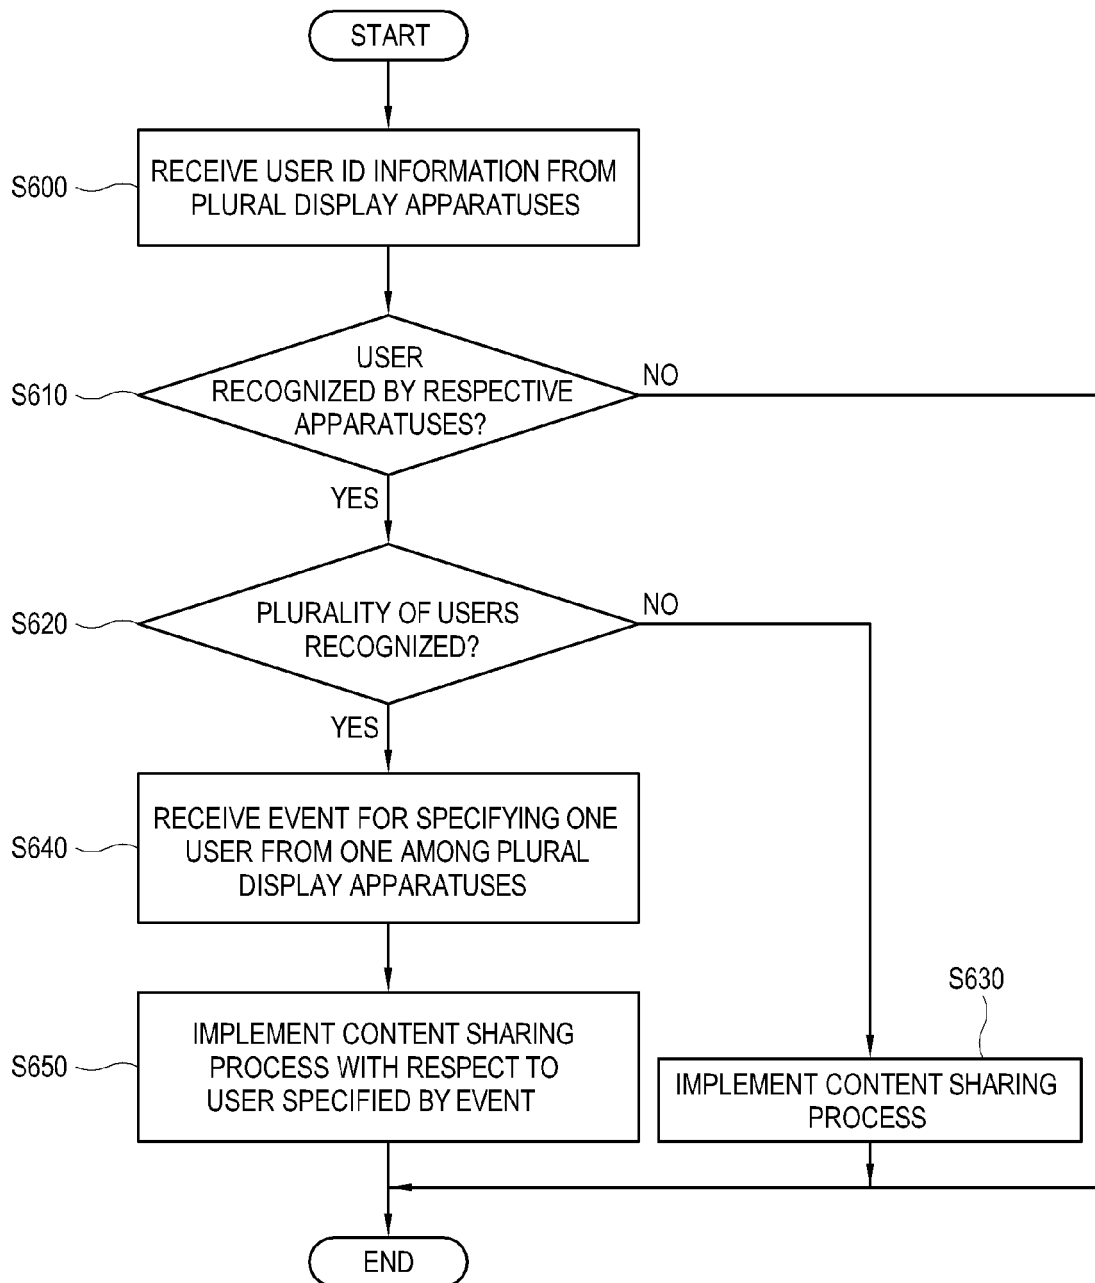 START
S600
RECEIVE USER ID INFORMATION FROM
PLURAL DISPLAY APPARATUSES
S610
USER
RECOGNIZED BY RESPECTIVE
APPARATUSES?
NO
YES
S620
PLURALITY OF USERS
RECOGNIZED?
NO
YES
S640
RECEIVE EVENT FOR SPECIFYING ONE
USER FROM ONE AMONG PLURAL
DISPLAY APPARATUSES
S650
IMPLEMENT CONTENT SHARING
PROCESS WITH RESPECT TO
USER SPECIFIED BY EVENT
S630
IMPLEMENT CONTENT SHARING
PROCESS
END